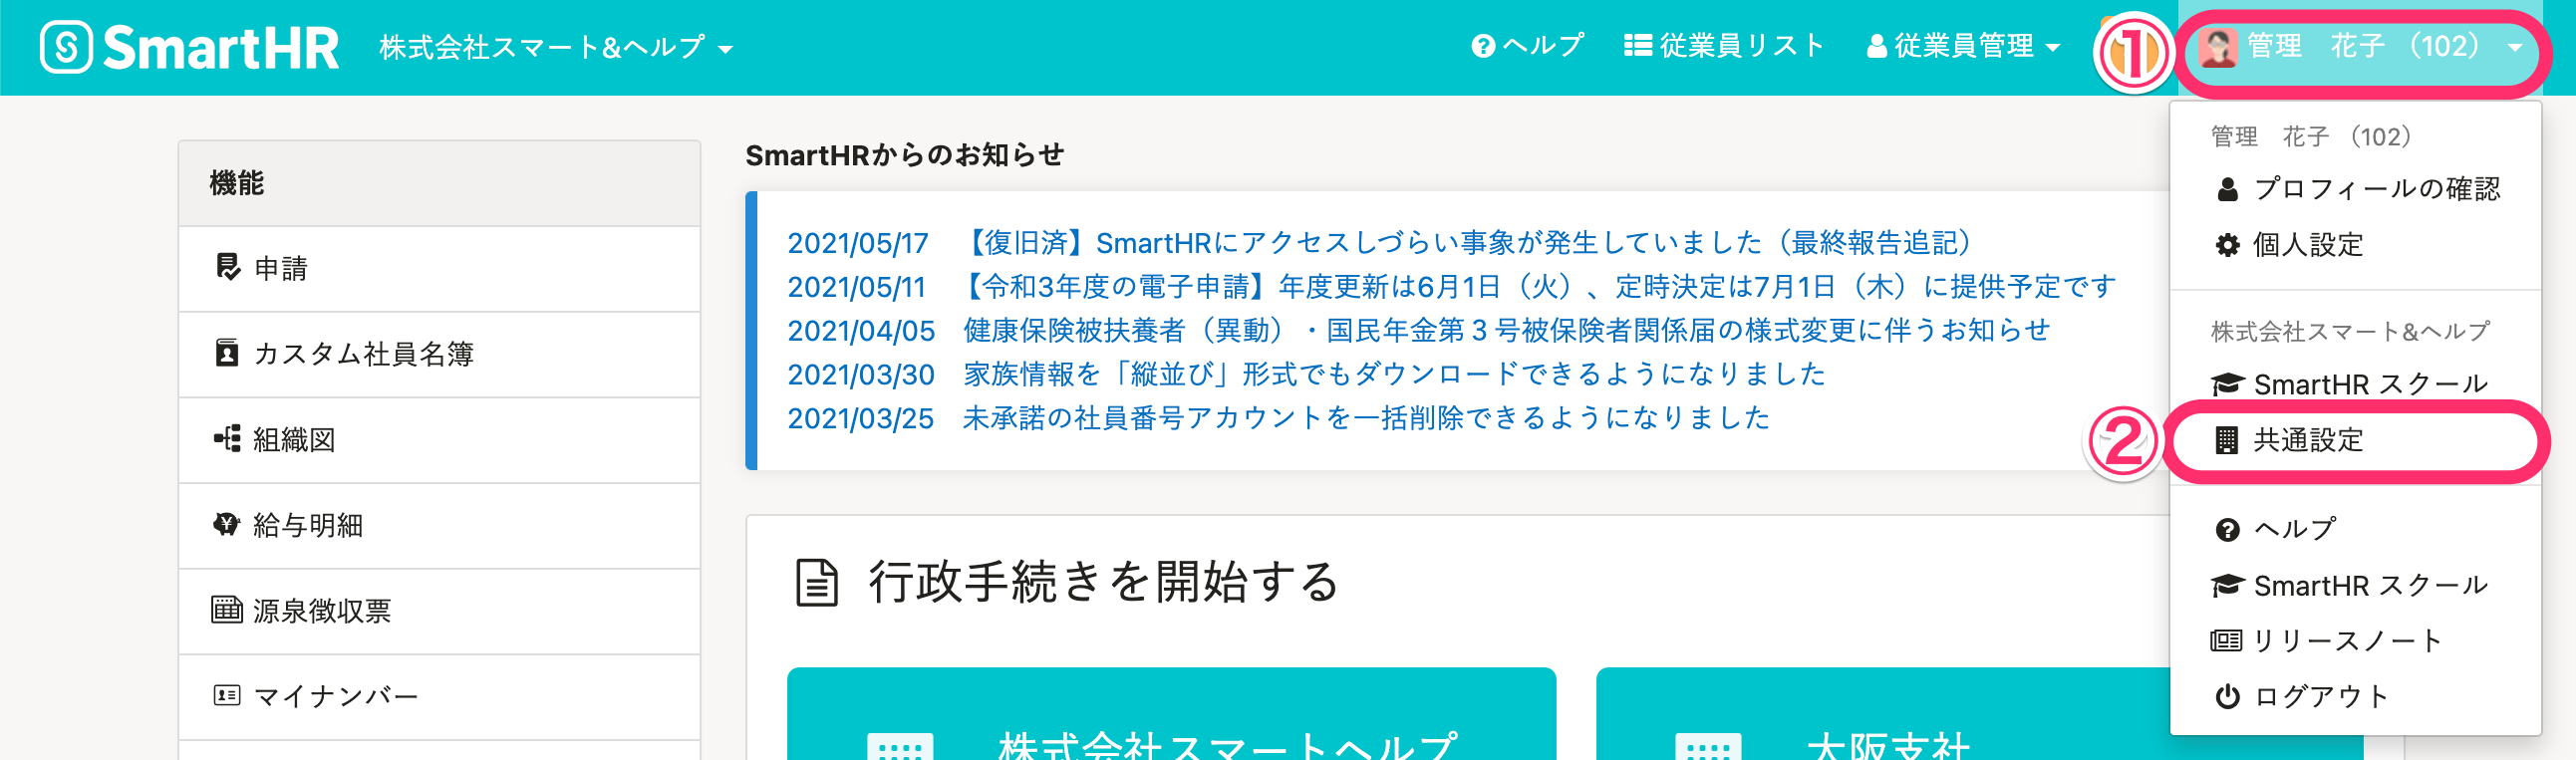 SmartHR 株式会社スマート&ヘルプ ヘルプ 従業員リスト 従業員管理 ① 管理　花子（102）
機能
申請
カスタム社員名簿
組織図
給与明細
源泉徴収票
マイナンバー
SmartHRからのお知らせ
2021/05/17 【復旧済】SmartHRにアクセスしづらい事象が発生していました（最終報告追記）
2021/05/11 【令和3年度の電子申請】年度更新は6月1日（火）、定時決定は7月1日（木）に提供予定です
2021/04/05 健康保険被扶養者（異動）・国民年金第３号被保険者関係届の様式変更に伴うお知らせ
2021/03/30 家族情報を「縦並び」形式でもダウンロードできるようになりました
2021/03/25 未承諾の社員番号アカウントを一括削除できるようになりました
行政手続きを開始する
株式会社スマートヘルプ
大阪支社
管理　花子（102）
プロフィールの確認
個人設定
株式会社スマート&ヘルプ
SmartHR スクール
② 共通設定
ヘルプ
SmartHR スクール
リリースノート
ログアウト